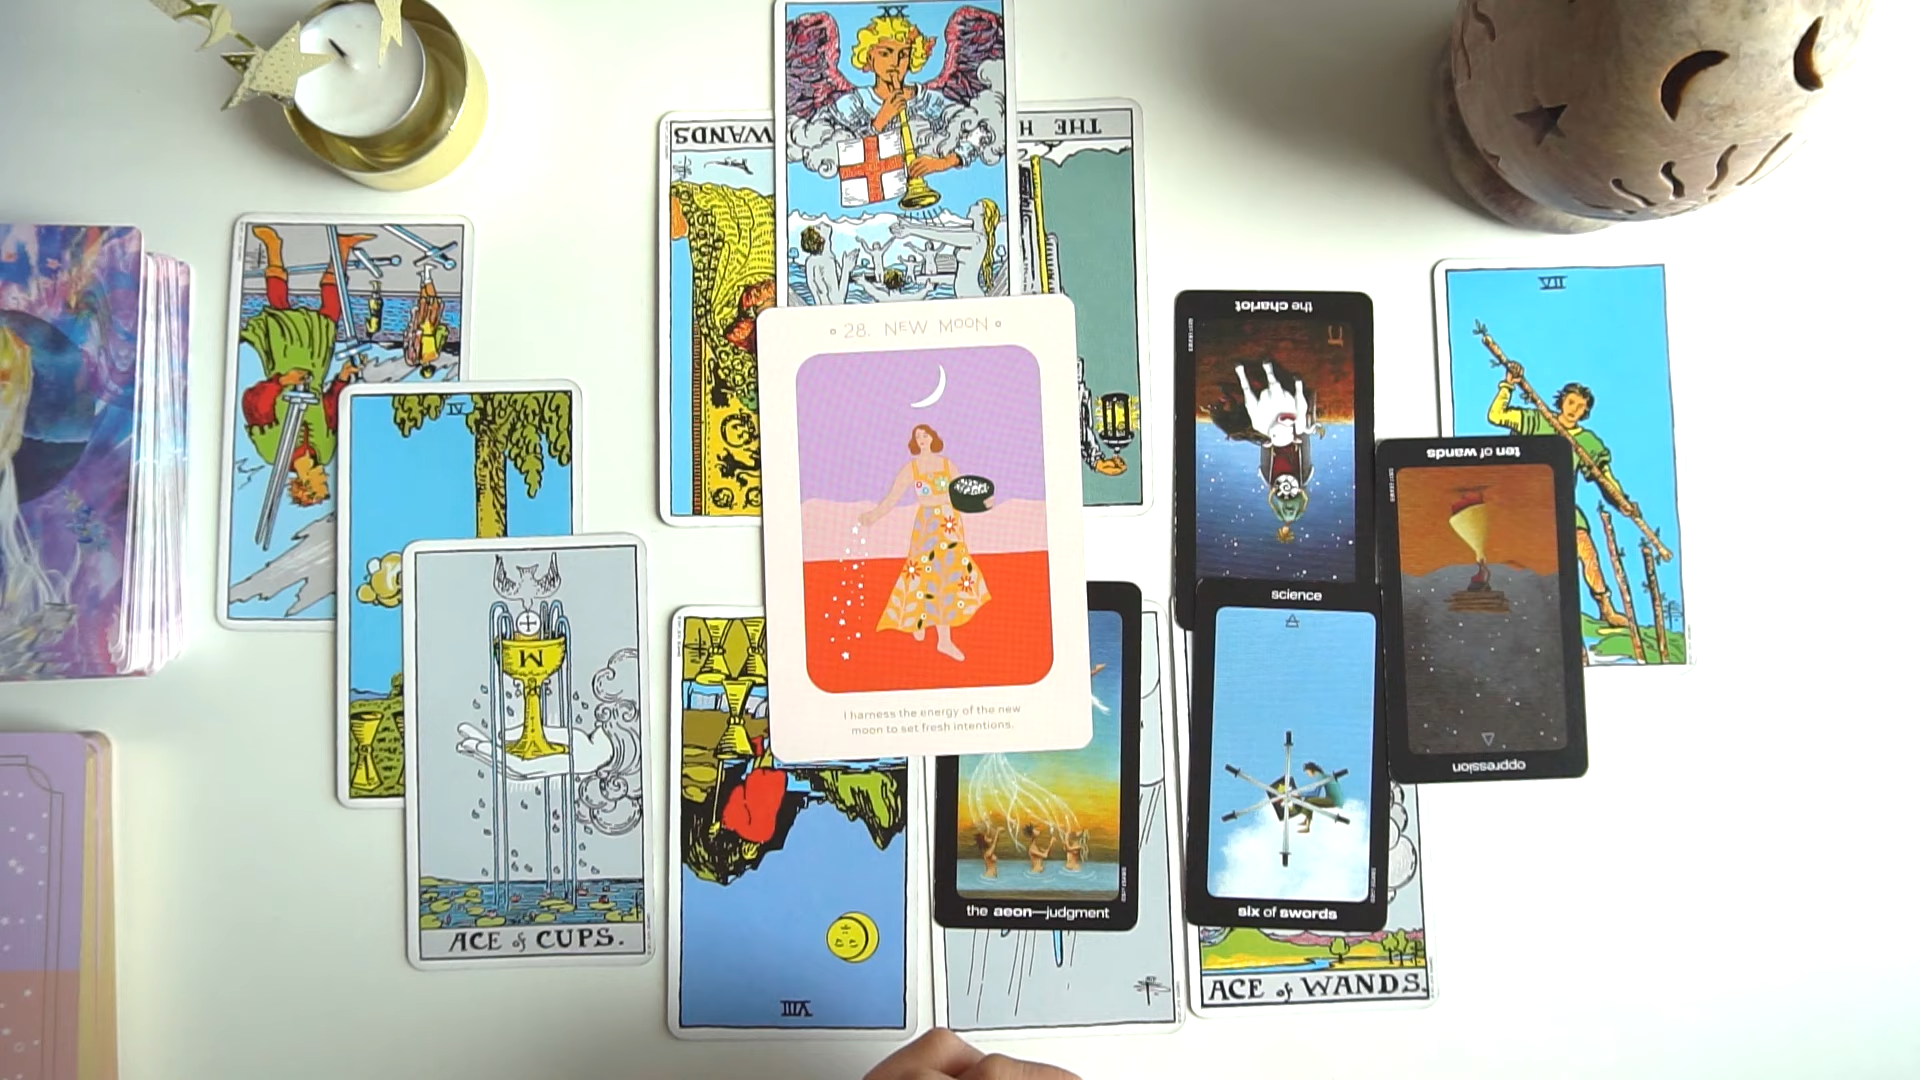 XX
WANDS
THE H
28. NEW MOON
I harness the energy of the new
moon to set fresh intentions.
the chariot
VII
ten of wands
oppression
IV
science
six of swords
the aeon—judgment
ACE of CUPS.
VIII
ACE of WANDS.